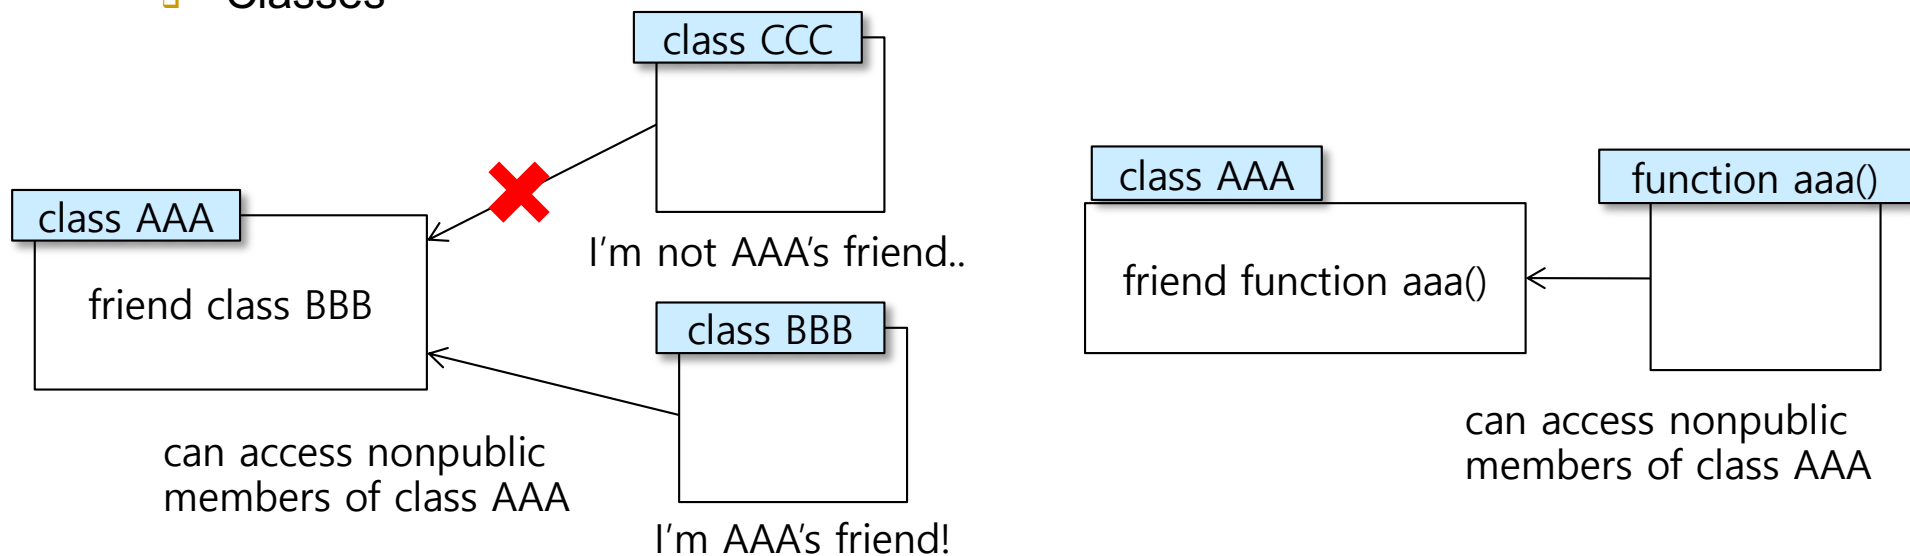 Classes
class CCC
class AAA
friend class BBB
I'm not AAA's friend..
class BBB
can access nonpublic
members of class AAA
I'm AAA's friend!
class AAA
function aaa()
friend function aaa()
can access nonpublic
members of class AAA